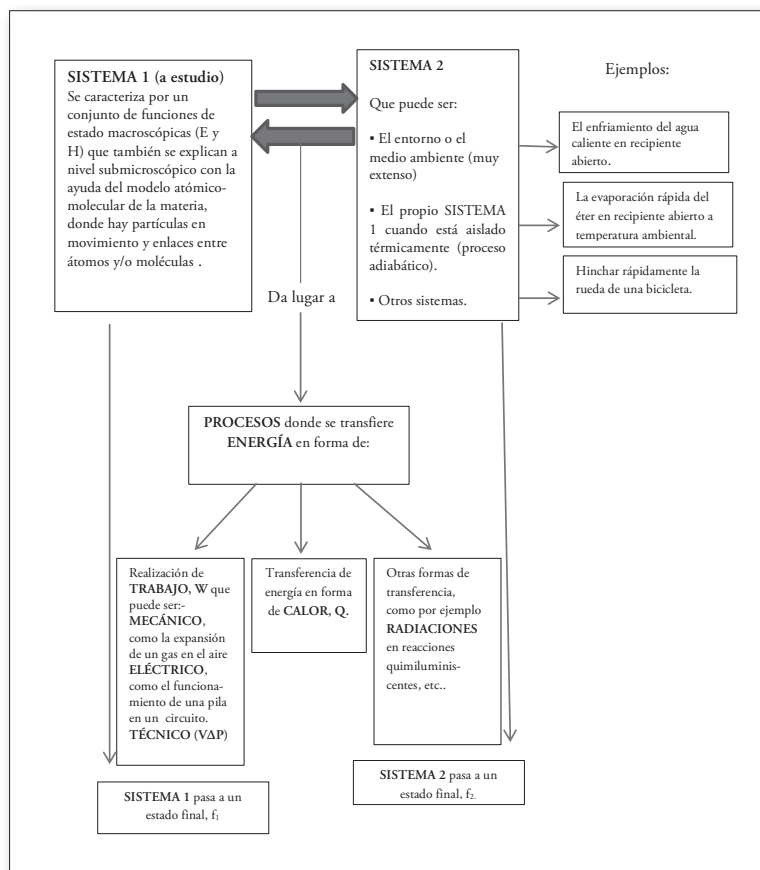 SISTEMA 1 (a estudio)
Se caracteriza por un
conjunto de funciones de
estado macroscópicas (E y
H) que también se explican a
nivel submicroscópico con la
ayuda del modelo atómico-
molecular de la materia,
donde hay partículas en
movimiento y enlaces entre
átomos y/o moléculas .
SISTEMA 2
Que puede ser:
▪ El entorno o el
medio ambiente (muy
extenso)
▪ El propio SISTEMA
1 cuando está aislado
térmicamente (proceso
adiabático).
▪ Otros sistemas.
Ejemplos:
El enfriamiento del agua
caliente en recipiente
abierto.
La evaporación rápida del
éter en recipiente abierto a
temperatura ambiental.
Hinchar rápidamente la
rueda de una bicicleta.
Da lugar a
PROCESOS donde se transfiere
ENERGÍA en forma de:
Realización de
TRABAJO, W que
puede ser:-
MECÁNICO,
como la expansión
de un gas en el aire
ELÉCTRICO,
como el funciona-
miento de una pila
en un circuito.
TÉCNICO (VΔP)
Transferencia de
energía en forma
de CALOR, Q.
Otras formas de
transferencia,
como por ejemplo
RADIACIONES
en reacciones
quimiluminis-
centes, etc..
SISTEMA 1 pasa a un
estado final, f₁
SISTEMA 2 pasa a un
estado final, f₂.